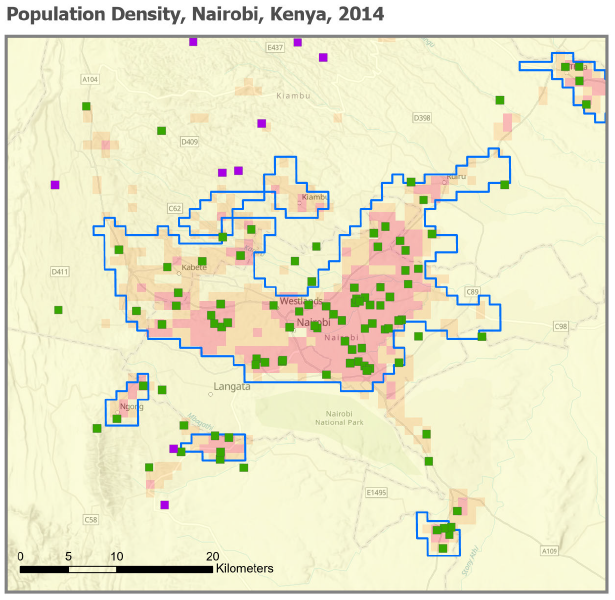 Population Density, Nairobi, Kenya, 2014
E437
A104
Kiambu
D398
D409
Ruiru
Kiambu
C62
Kabete
D411
C89
Westlands
Nairobi
C98
Nairobi
Langata
Ngong
Nairobi
National Park
E1495
C58
A109
0 5 10 20
Kilometers